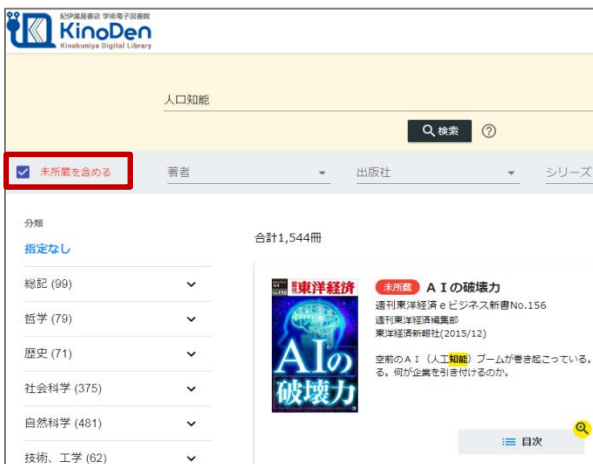 紀伊國屋書店 学術電子図書館
KinoDen
Kinokuniya Digital Library
人口知能
検索
未所蔵を含める
著者
出版社
シリーズ
分類
指定なし
合計1,544冊
総記 (99)
哲学 (79)
歴史 (71)
社会科学 (375)
自然科学 (481)
技術、工学 (62)
東洋経済
AIの
破壊力
未所蔵 ＡＩの破壊力
週刊東洋経済ｅビジネス新書No.156
週刊東洋経済編集部
東洋経済新報社(2015/12)
空前のＡＩ（人工知能）ブームが巻き起こっている。
る。何が企業を引き付けるのか。
目次